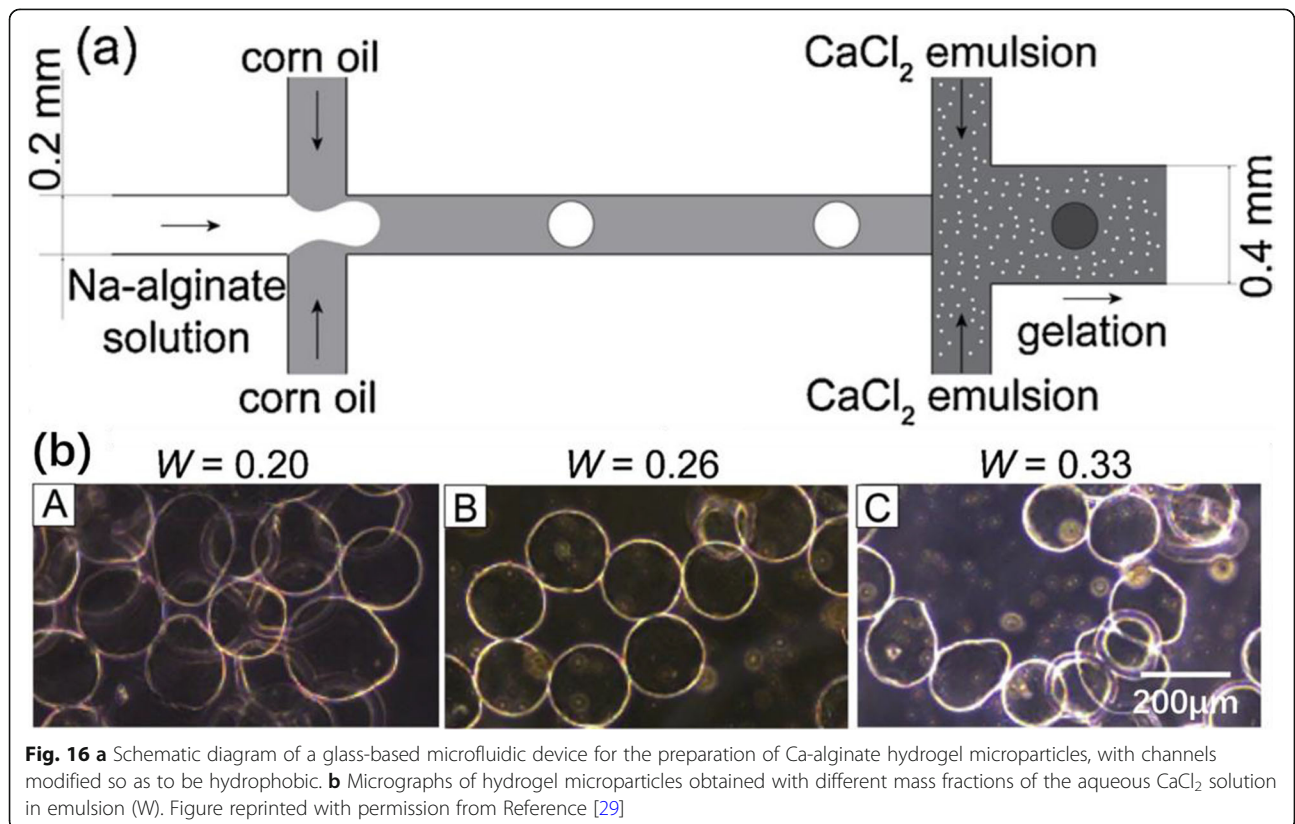 (a)
corn oil
CaCl₂ emulsion
0.2 mm
0.4 mm
Na-alginate
solution
gelation
corn oil
CaCl₂ emulsion
(b)
W = 0.20
W = 0.26
W = 0.33
A
B
C
200μm
Fig. 16 a Schematic diagram of a glass-based microfluidic device for the preparation of Ca-alginate hydrogel microparticles, with channels
modified so as to be hydrophobic. b Micrographs of hydrogel microparticles obtained with different mass fractions of the aqueous CaCl₂ solution
in emulsion (W). Figure reprinted with permission from Reference [29]